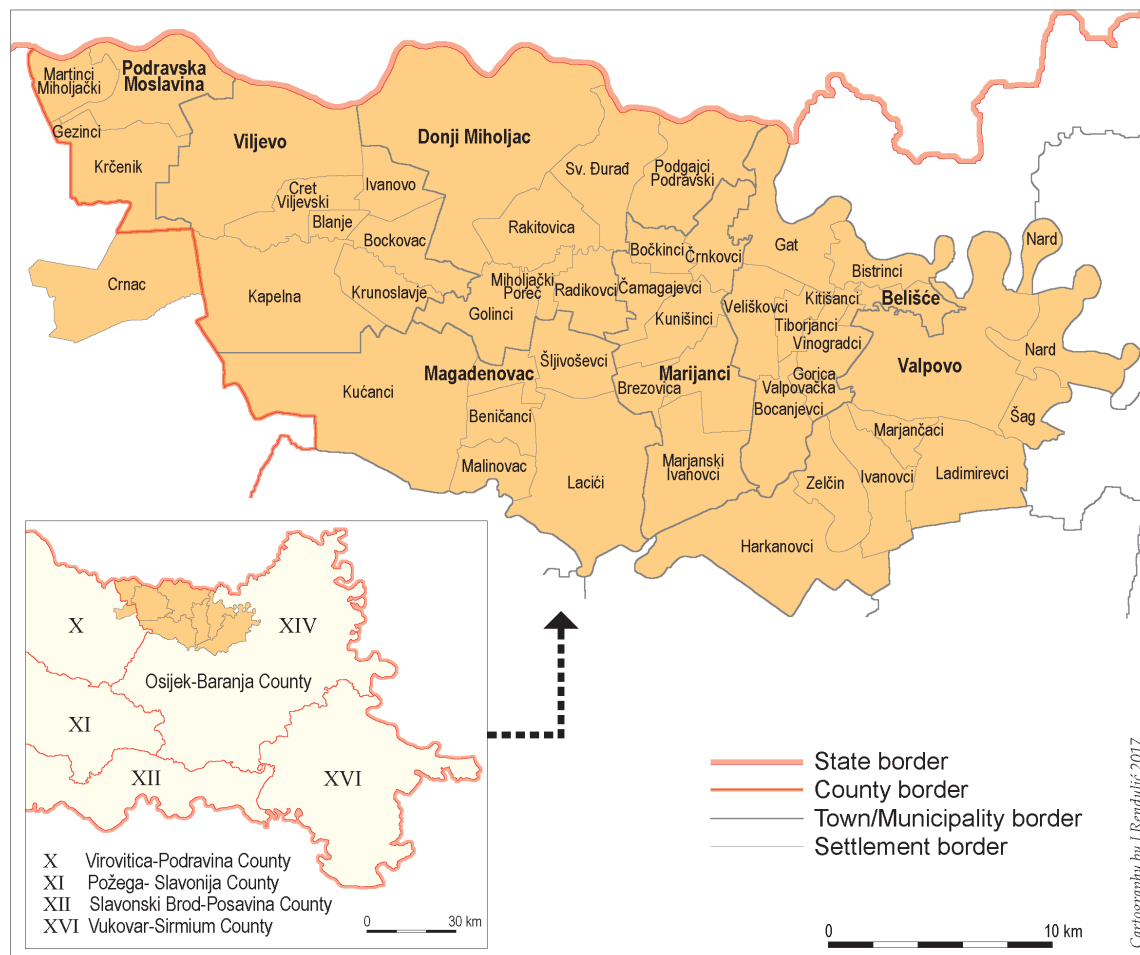 Martinci
Miholjački
Podravska
Moslavina
Gezinci
Krčenik
Viljevo
Donji Miholjac
Sv. Đurađ
Podgajci
Podravski
Cret
Viljevski
Ivanovo
Blanje
Bockovac
Rakitovica
Bočkinci
Črnkovci
Gat
Nard
Crnac
Kapelna
Krunoslavje
Miholjački
Poreč
Radikovci
Čamagajevci
Golinci
Kunišinci
Veliškovci
Bistrinci
Kitišanci
Belišće
Tiborjanci
Vinogradci
Nard
Valpovo
Kućanci
Magadenovac
Šljivoševci
Brezovica
Marijanci
Gorica
Valpovačka
Bocanjevci
Beničanci
Šag
Marjančaci
Malinovac
Lacići
Marjanski
Ivanovci
Zelčin
Ivanovci
Ladimirevci
Harkanovci
X
XIV
Osijek-Baranja County
XI
XII
XVI
X Virovitica-Podravina County
XI Požega- Slavonija County
XII Slavonski Brod-Posavina County
XVI Vukovar-Sirmium County
0 30 km
State border
County border
Town/Municipality border
Settlement border
0 10 km
Cartography by I Rendulić 2017